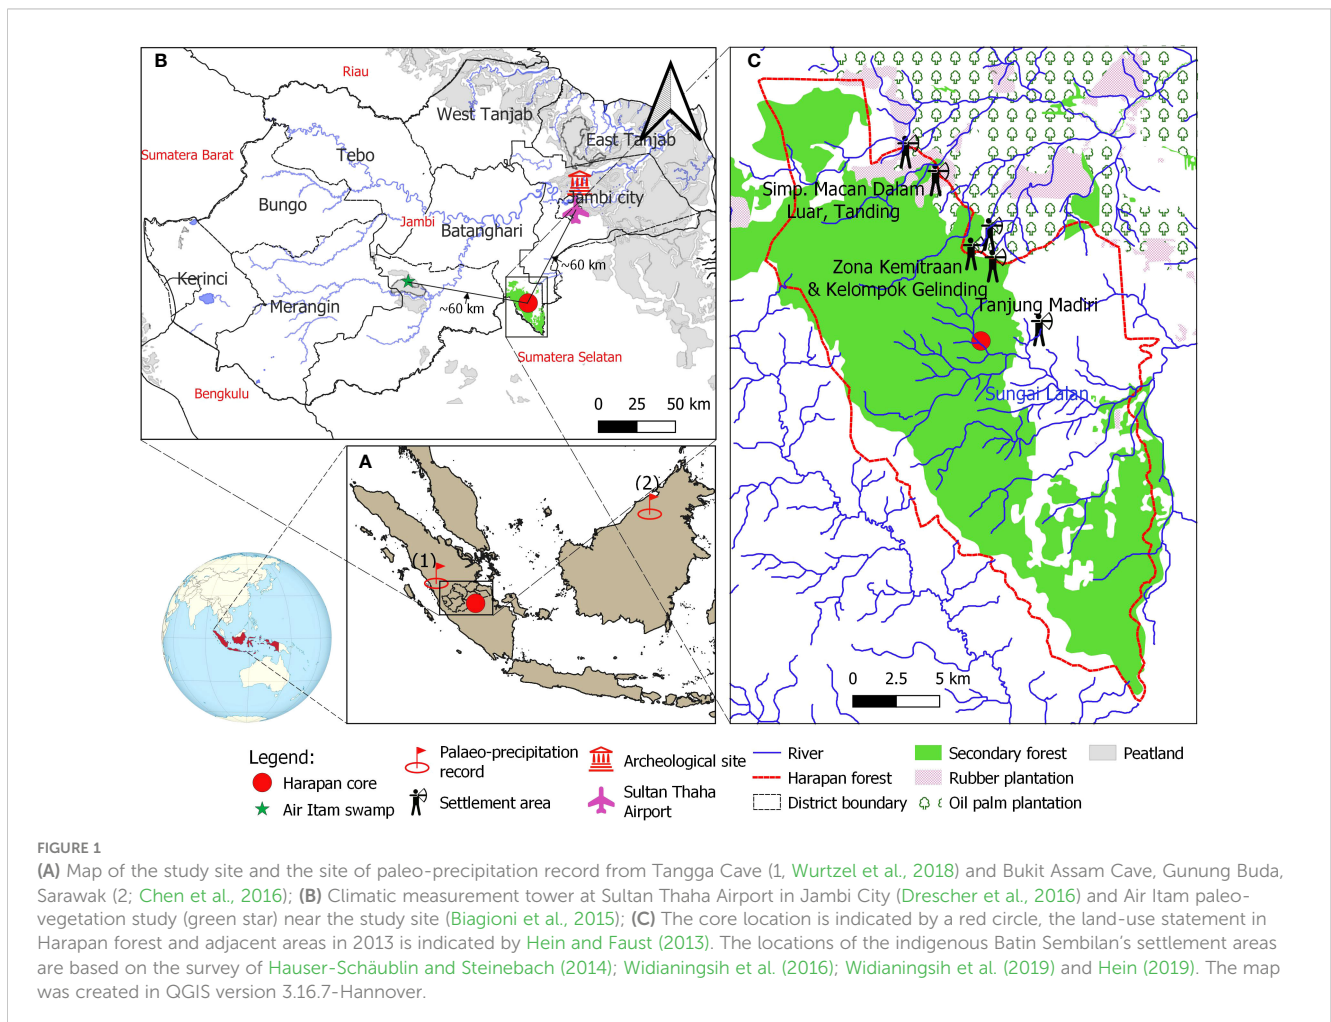 B
Riau
West Tanjab
East Tanjab
Sumatera Barat
Tebo
Bungo
Jambi city
Jambi
Batanghari
Kerinci
Merangin
~60 km
~60 km
Sumatera Selatan
Bengkulu
0 25 50 km
A
(2)
(1)
C
Simp. Macan Dalam
Luar, Tanding
Zona Kemitraan
& Kelompok Gelinding
Tanjung Madiri
Sungai Lalan
0 2.5 5 km
Legend:
Harapan core
Air Itam swamp
Palaeo-precipitation
record
Settlement area
Archeological site
Sultan Thaha
Airport
River
Harapan forest
District boundary
Secondary forest
Rubber plantation
Oil palm plantation
Peatland
FIGURE 1
(A) Map of the study site and the site of paleo-precipitation record from Tangga Cave (1, Wurtzel et al., 2018) and Bukit Assam Cave, Gunung Buda,
Sarawak (2; Chen et al., 2016); (B) Climatic measurement tower at Sultan Thaha Airport in Jambi City (Drescher et al., 2016) and Air Itam paleo-
vegetation study (green star) near the study site (Biagioni et al., 2015); (C) The core location is indicated by a red circle, the land-use statement in
Harapan forest and adjacent areas in 2013 is indicated by Hein and Faust (2013). The locations of the indigenous Batin Sembilan's settlement areas
are based on the survey of Hauser-Schäublin and Steinebach (2014); Widianingsih et al. (2016); Widianingsih et al. (2019) and Hein (2019). The map
was created in QGIS version 3.16.7-Hannover.